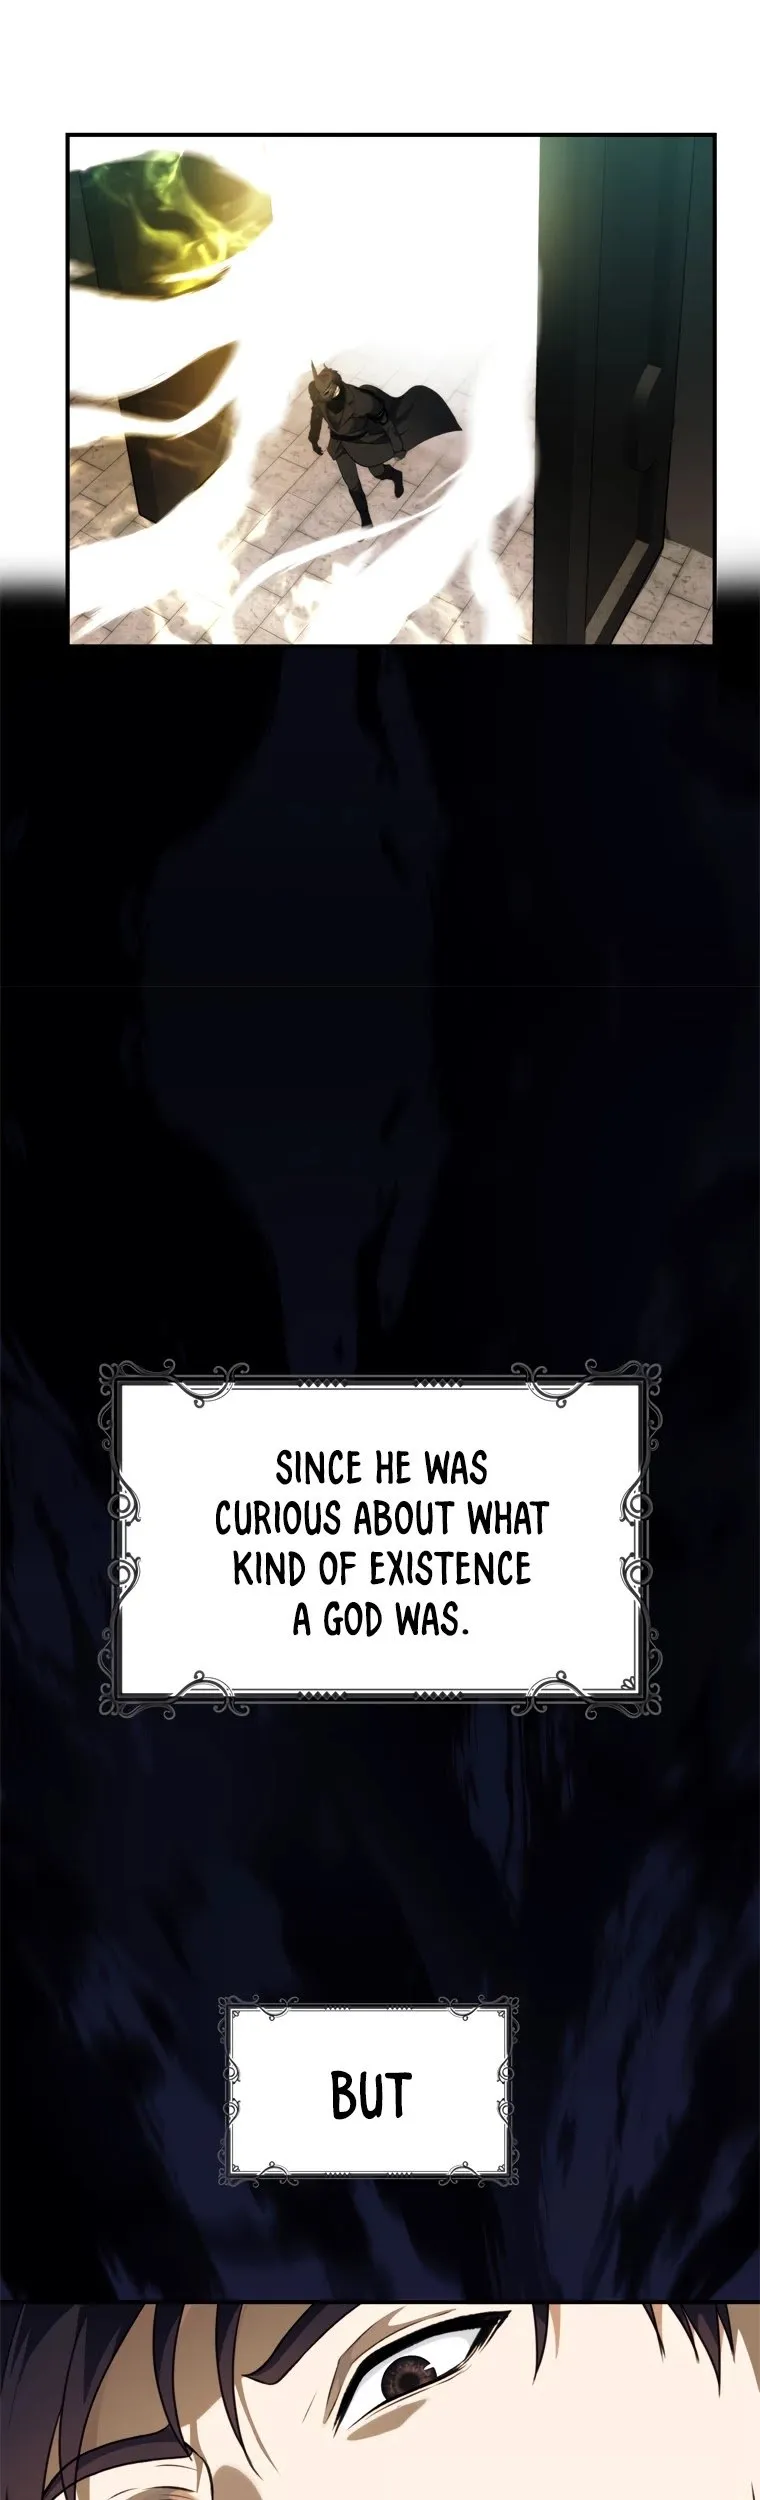 SINCE HE WAS
CURIOUS ABOUT WHAT
KIND OF EXISTENCE
A GOD WAS.
BUT